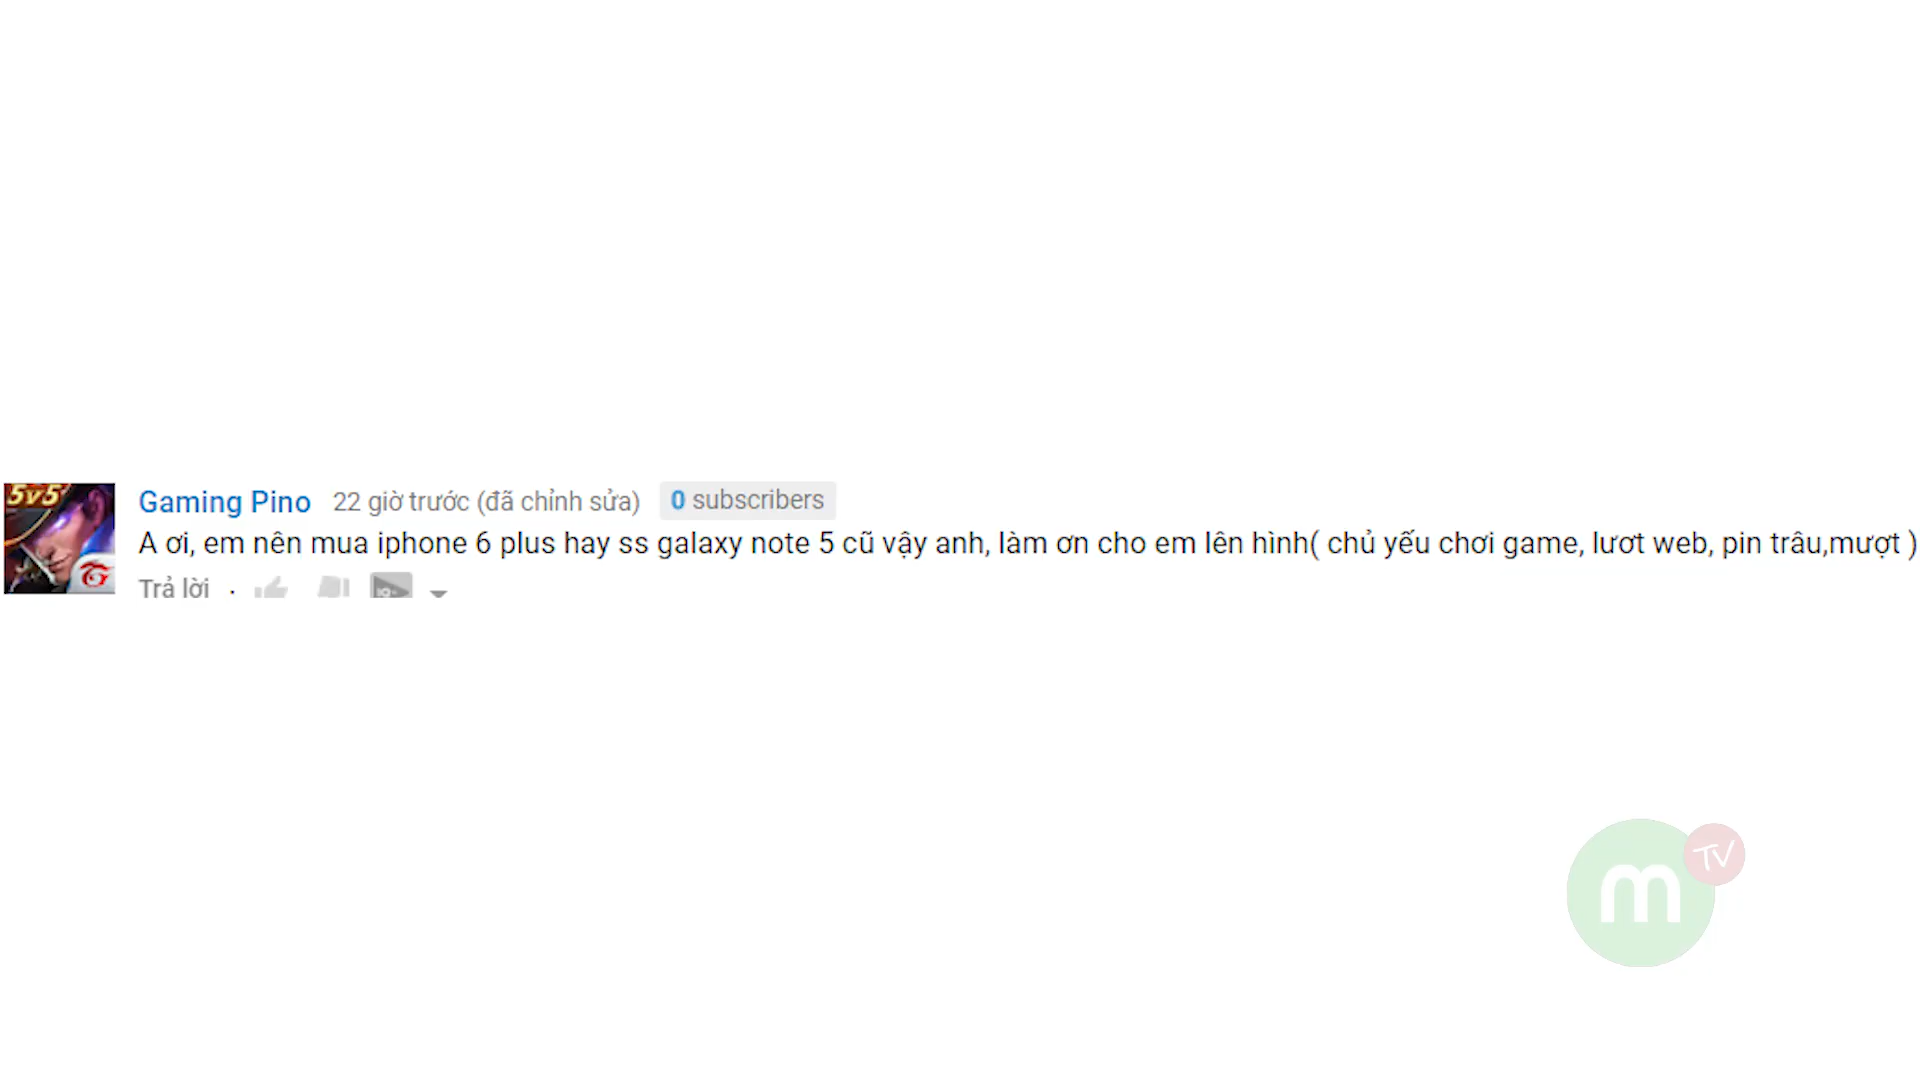 5v5
Gaming Pino 22 giờ trước (đã chỉnh sửa) 0 subscribers
A ơi, em nên mua iphone 6 plus hay ss galaxy note 5 cũ vậy anh, làm ơn cho em lên hình( chủ yếu chơi game, lươt web, pin trâu,mượt )
Trả lời ·
m TV